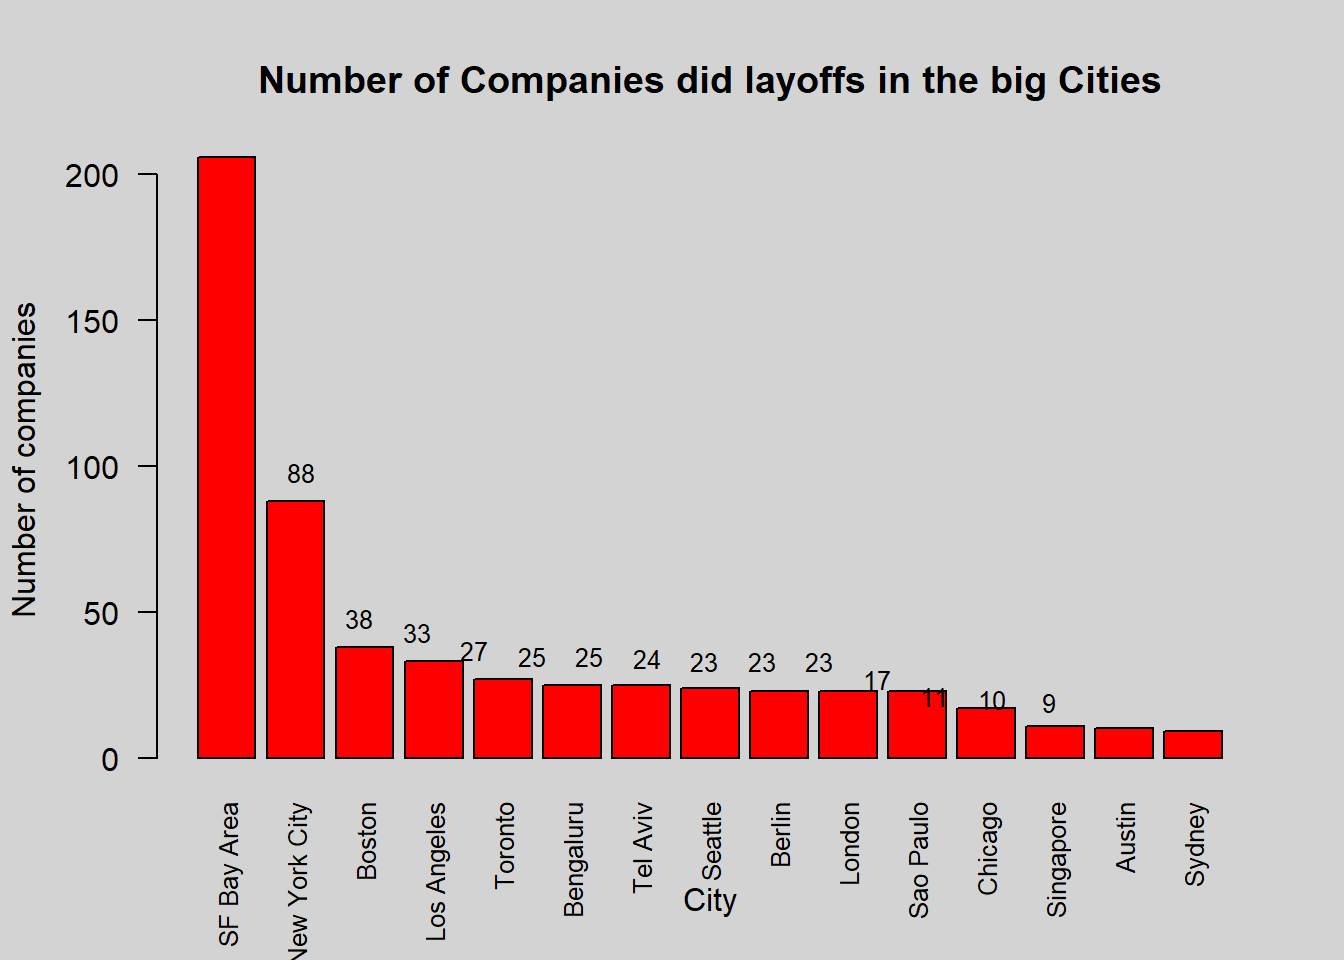 Number of Companies did layoffs in the big Cities
Number of companies
200
150
100
50
0
88
38
33
27
25
25
24
23
23
23
17
11
10
9
SF Bay Area
New York City
Boston
Los Angeles
Toronto
Bengaluru
Tel Aviv
Seattle
Berlin
London
Sao Paulo
Chicago
Singapore
Austin
Sydney
City